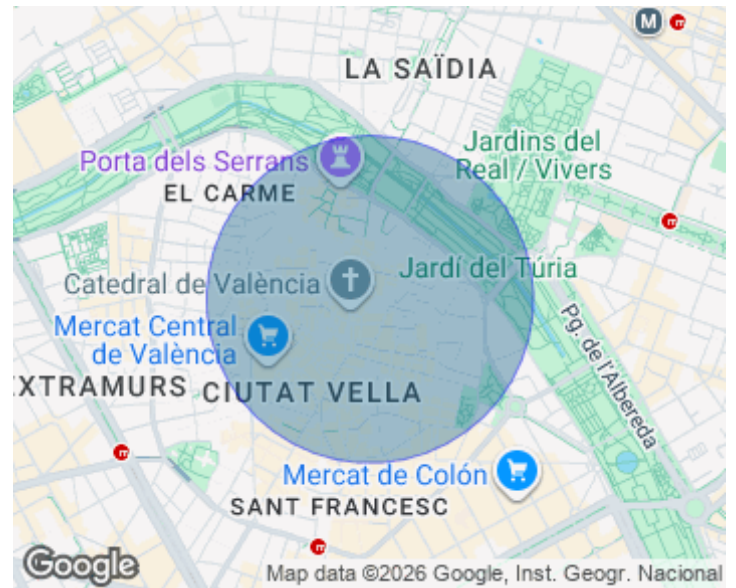 M
m
LA SAÏDIA
Jardins del
Real / Vivers
Porta dels Serrans
EL CARME
m
Catedral de València
Jardí del Túria
Mercat Central
de València
Pg. de l'Albereda
EXTRAMURS
CIUTAT VELLA
m
Mercat de Colón
SANT FRANCESC
m
Google
Map data ©2026 Google, Inst. Geogr. Nacional